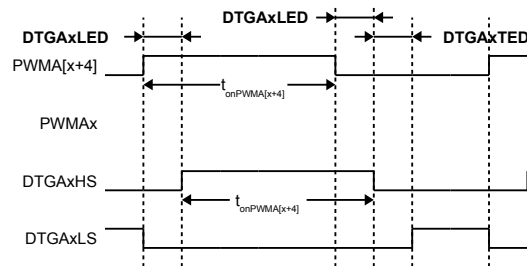 DTGAxLED
DTGAxLED
DTGAxTED
PWMA[x+4]
tonPWMA[x+4]
PWMAx
DTGAxHS
tonPWMA[x+4]
DTGAxLS